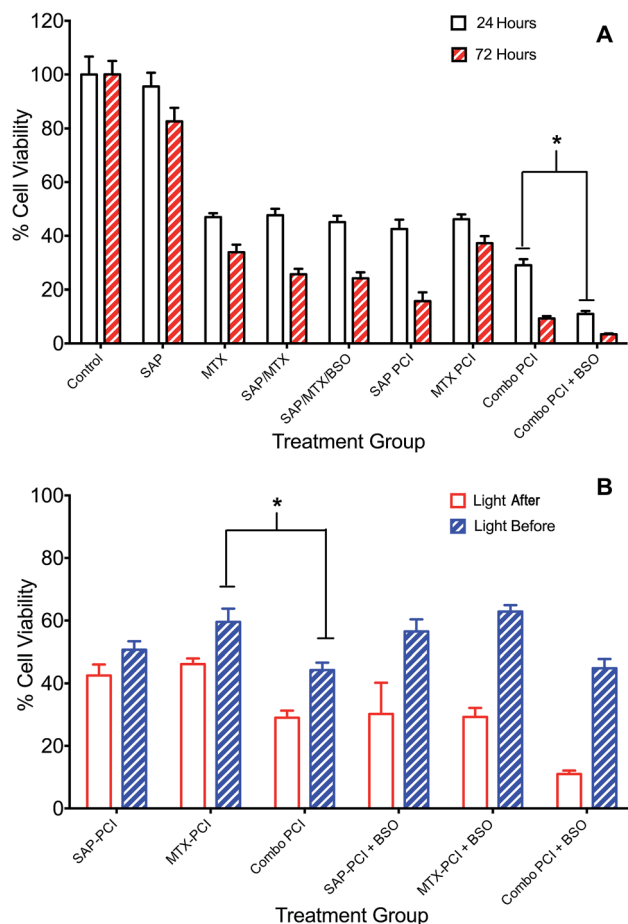 A
24 Hours
72 Hours
% Cell Viability
120
100
80
60
40
20
0
*
Control
SAP
MTX
SAP/MTX
SAP/MTX/BSO
SAP PCI
MTX PCI
Combo PCI
Combo PCI + BSO
Treatment Group
B
Light After
Light Before
% Cell Viability
100
80
60
40
20
0
*
SAP-PCI
MTX-PCI
Combo PCI
SAP-PCI + BSO
MTX-PCI + BSO
Combo PCI + BSO
Treatment Group